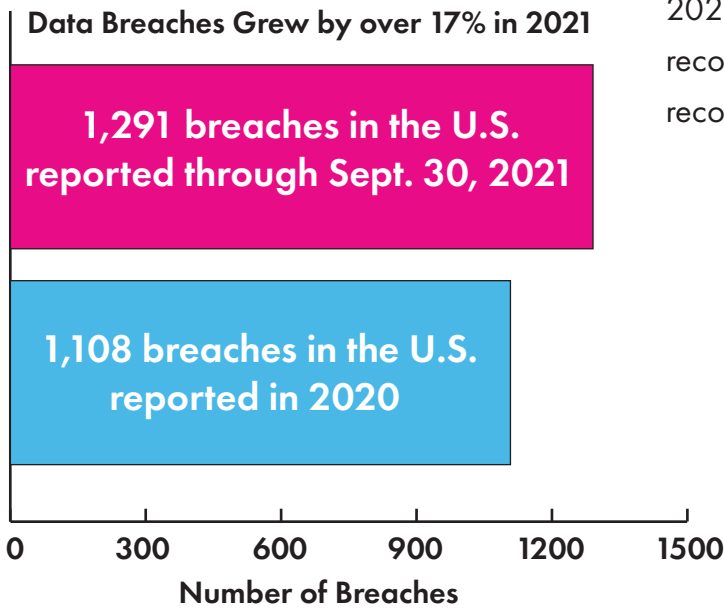 Data Breaches Grew by over 17% in 2021
1,291 breaches in the U.S.
reported through Sept. 30, 2021
1,108 breaches in the U.S.
reported in 2020
0 300 600 900 1200 1500
Number of Breaches